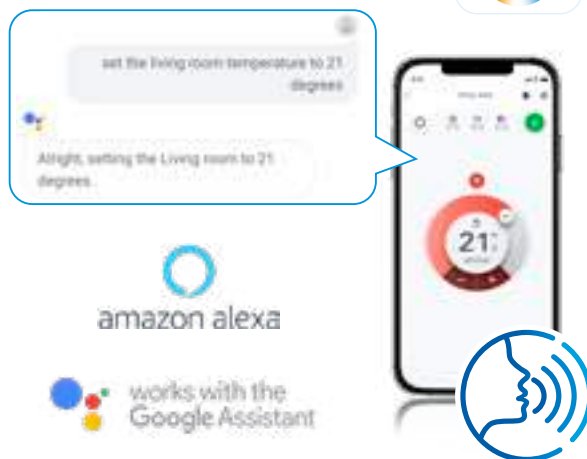 set the living room temperature to 21
degrees
Alright, setting the Living room to 21
degrees.
21
amazon alexa
works with the
Google Assistant